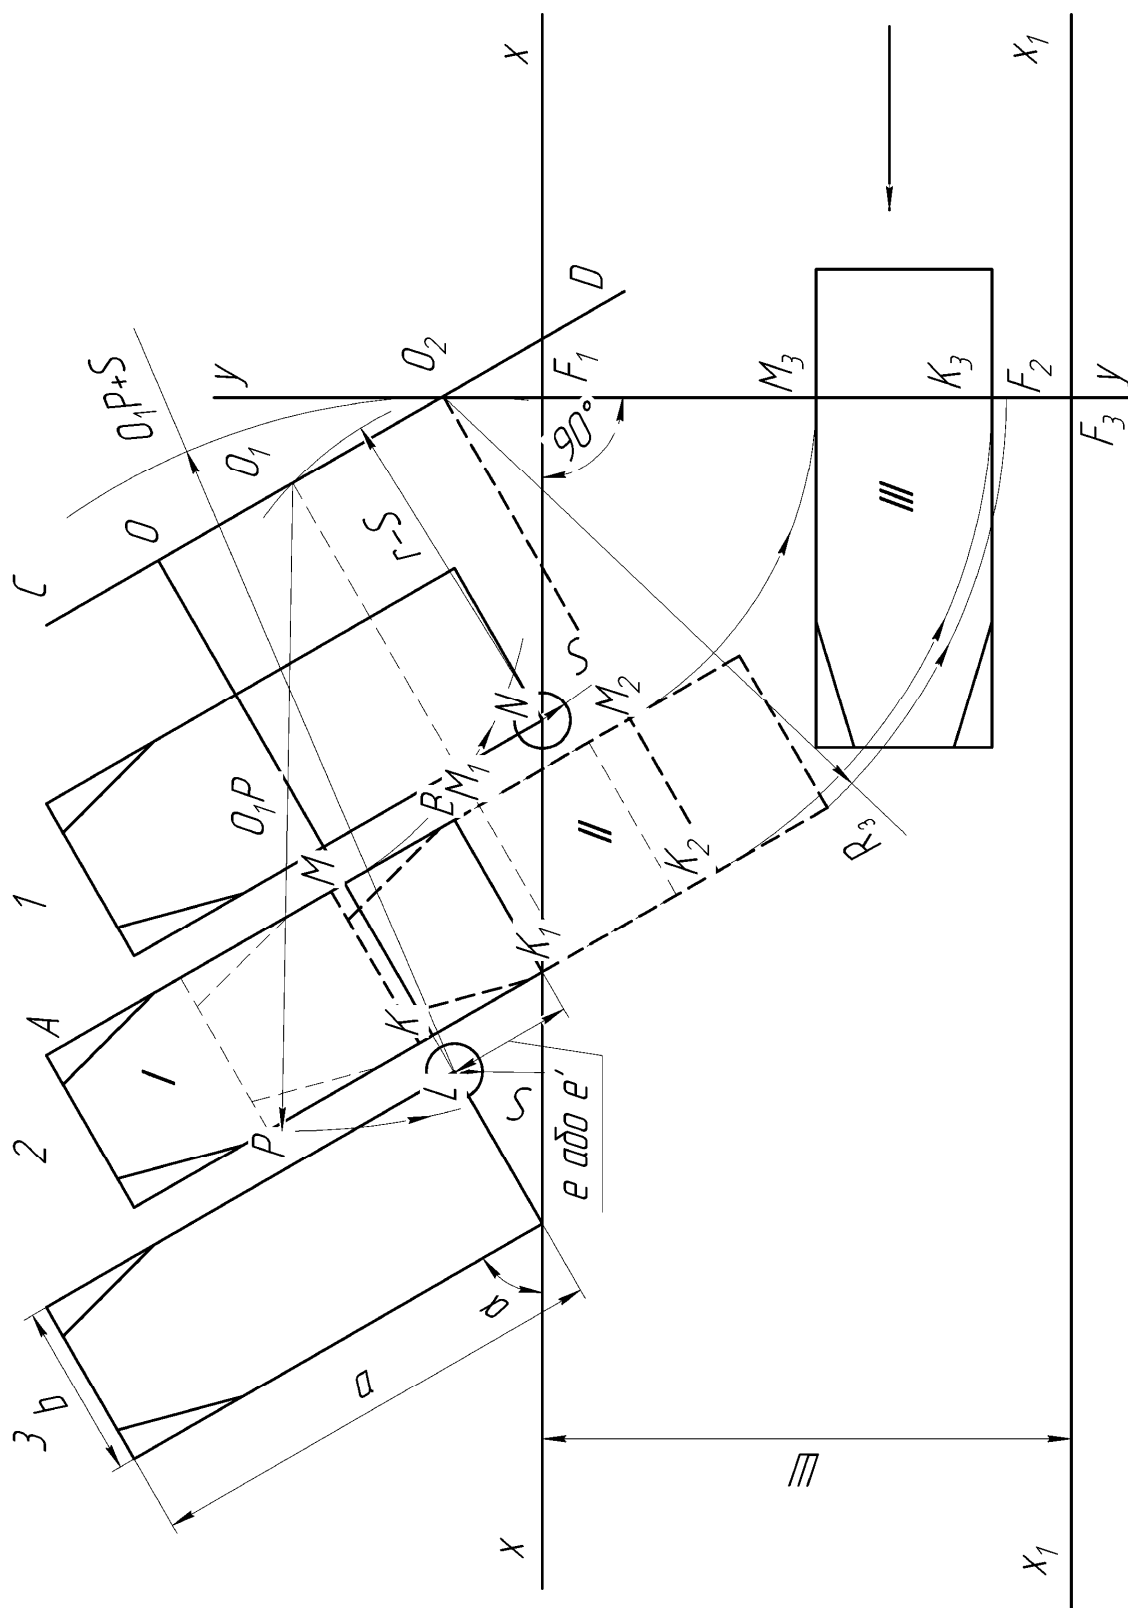 3
2
1
C
b
A
I
O
O₁P+S
y
O₁P
O₁
P
M
a
r-S
K
O₂
L
B
M₁
α
x
S
K₁
N
x
e або e′
S
90°
F₁
D
II
M₂
K₂
M₃
m
R₃
III
K₃
F₂
x₁
x₁
F₃
y